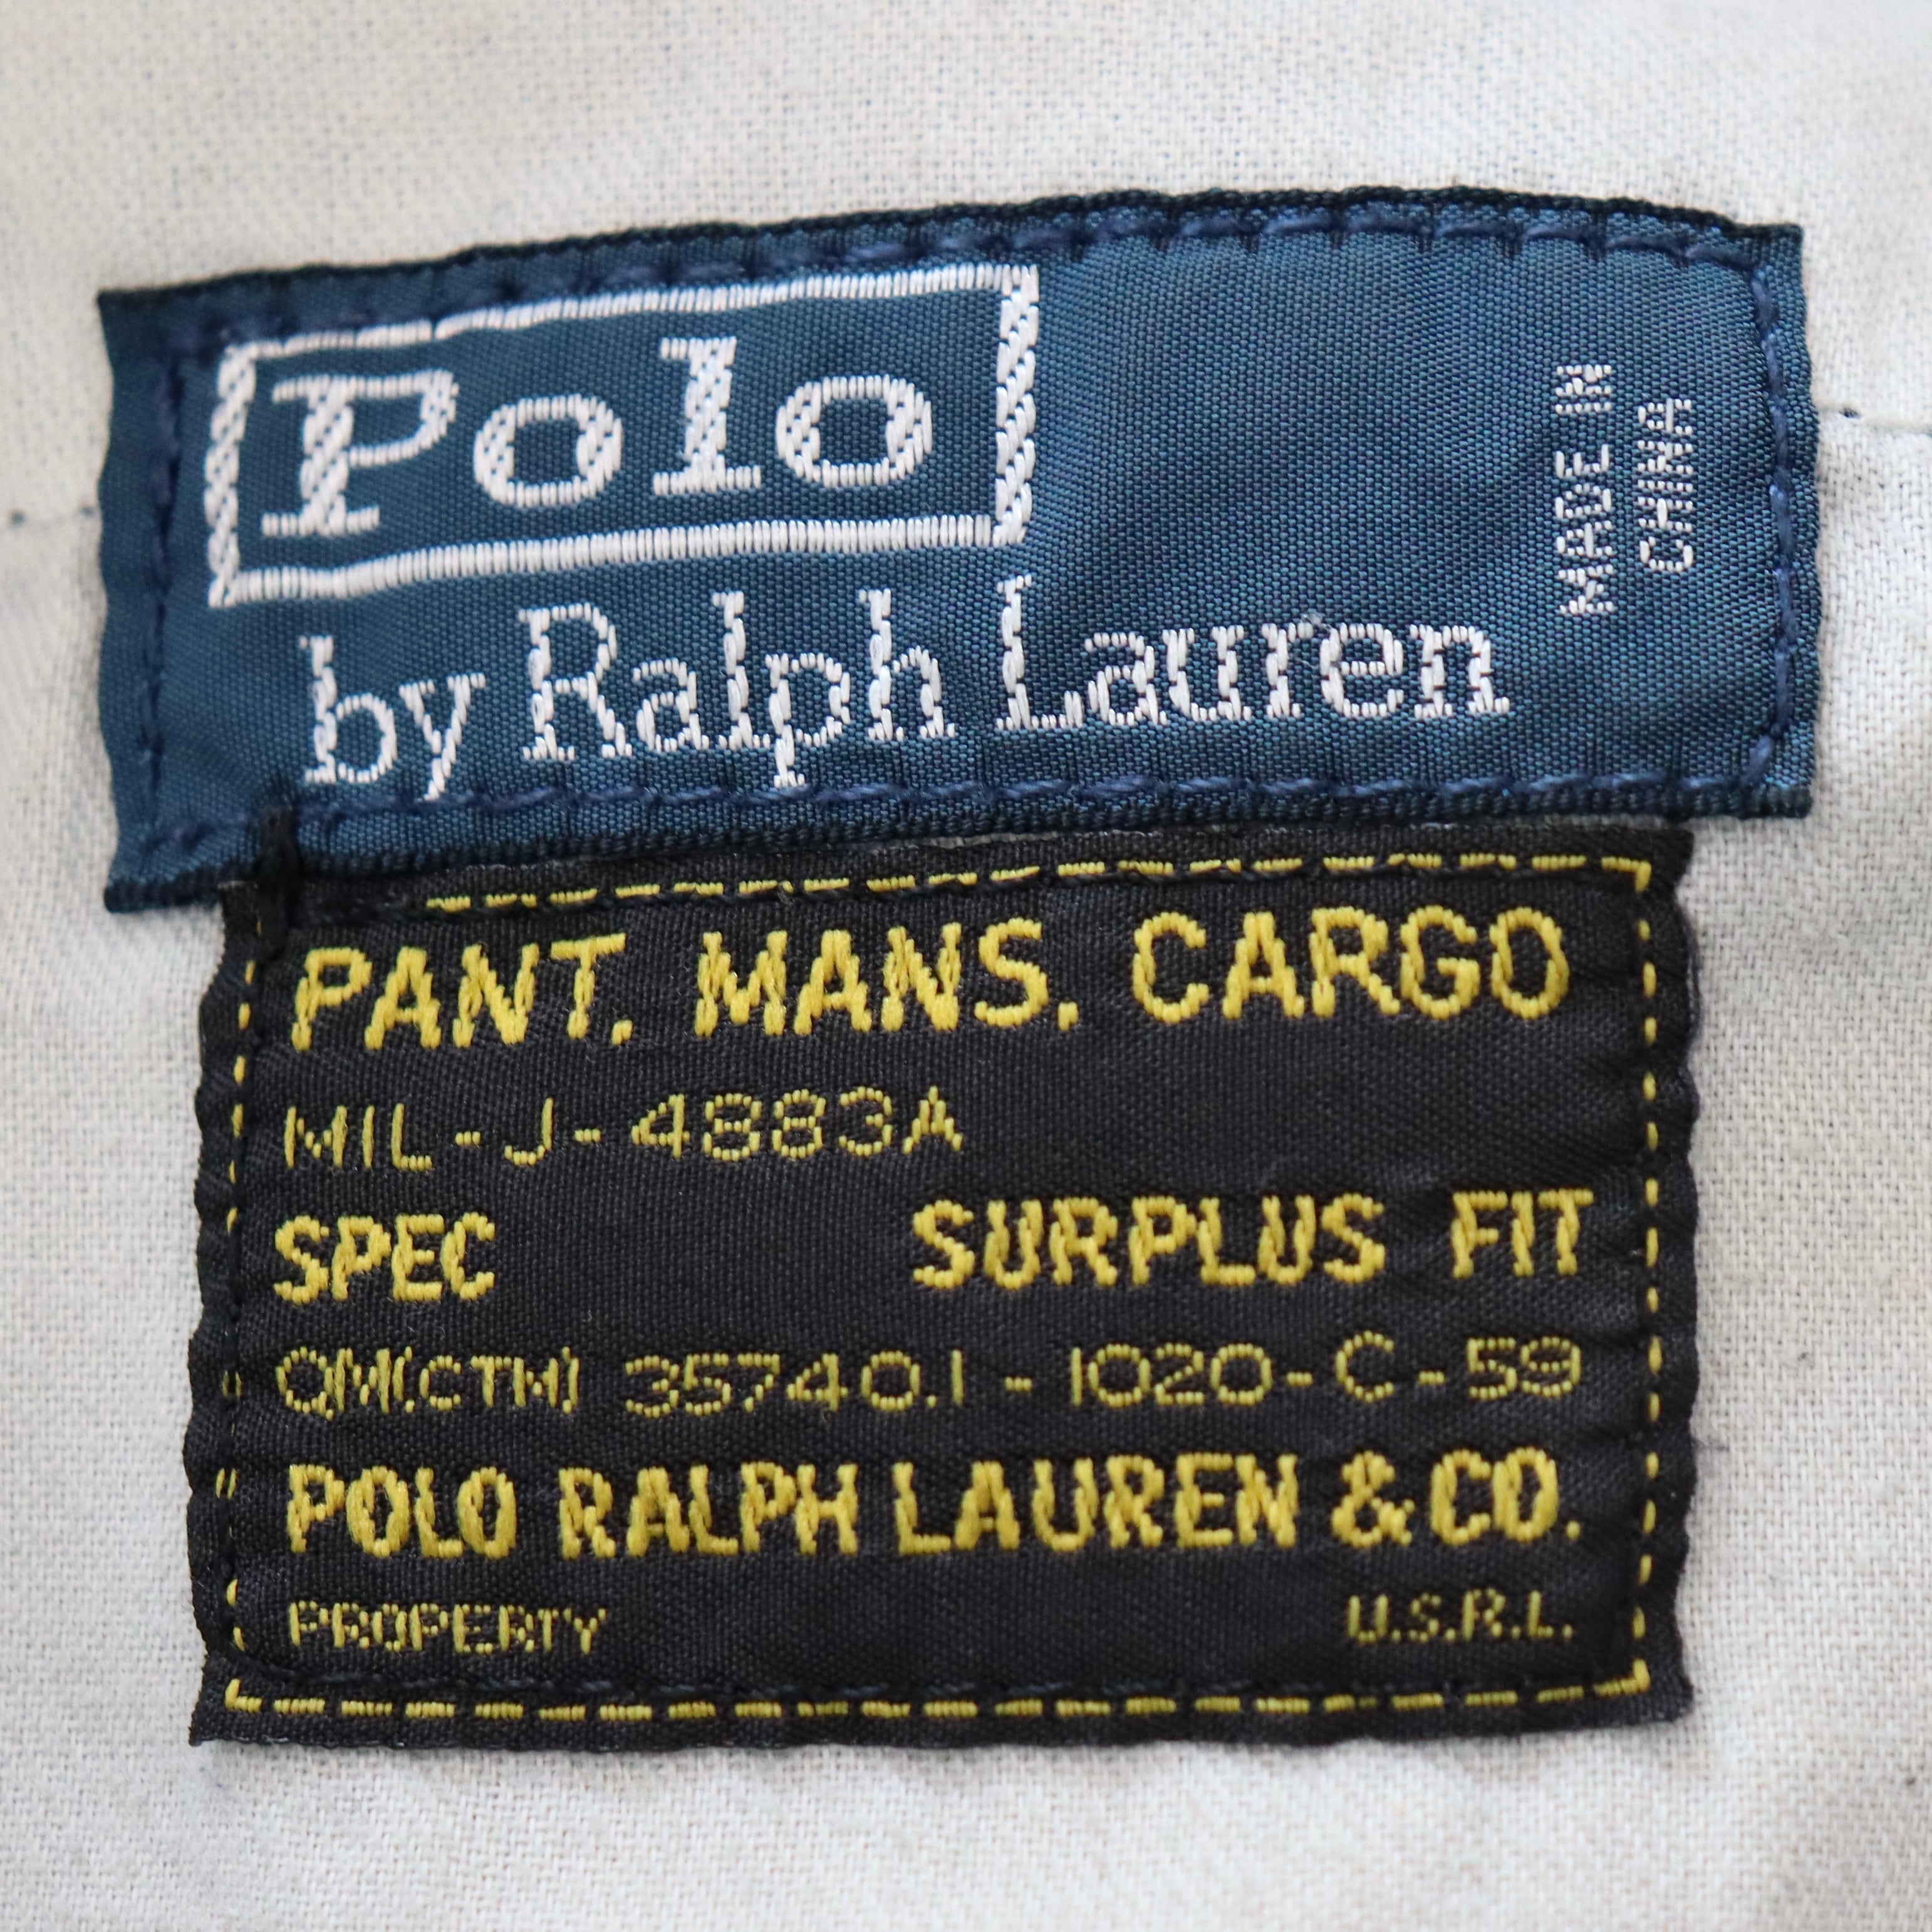 Polo
by Ralph Lauren
MADE IN
CHINA
PANT, MANS, CARGO
MIL-J-4883A
SPEC SURPLUS FIT
QM(CTM) 35740.1-1020-C-59
POLO RALPH LAUREN & CO.
PROPERTY U.S.R.L.